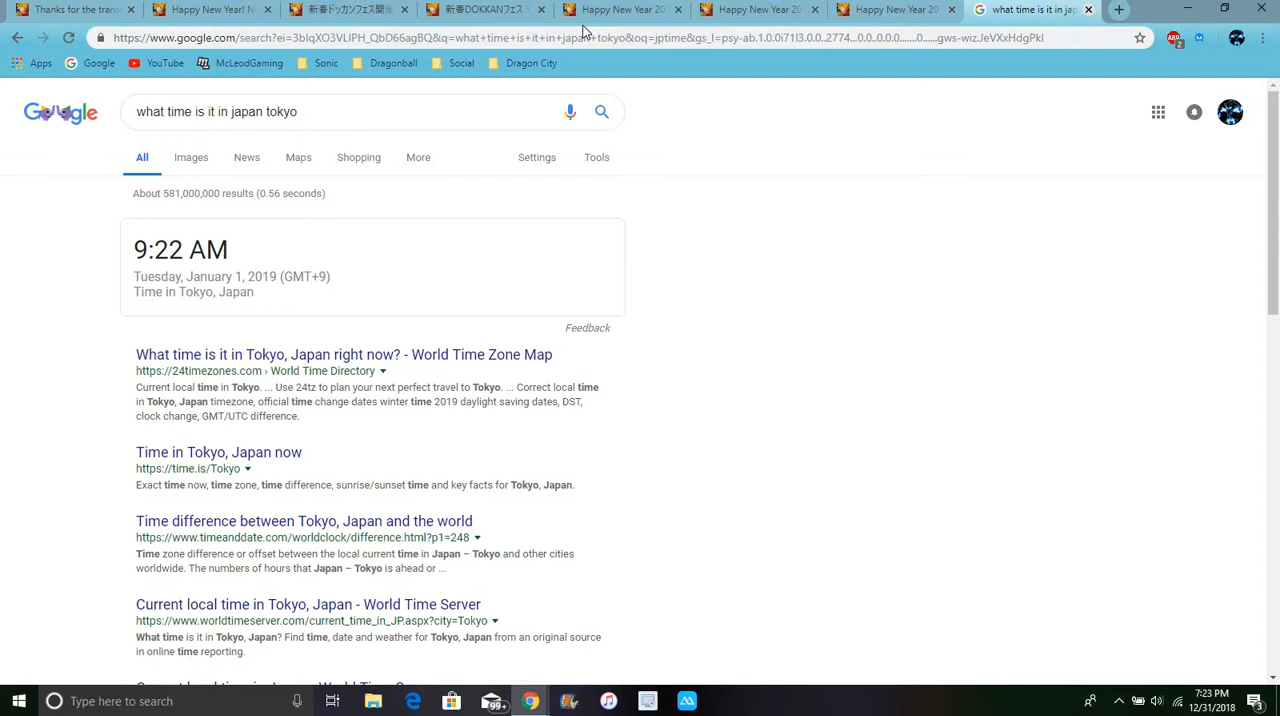 Thanks for the trans
Happy New Year! N
新春ドッカンフェス開催
新春DOKKANフェス S
Happy New Year 20
Happy New Year 20
Happy New Year 20
what time is it in jap
https://www.google.com/search?ei=3bIqXO3VLIPH_QbD66agBQ&q=what+time+is+it+in+japan+tokyo&oq=jptime&gs_l=psy-ab.1.0.0i71l3.0.0..2774...0.0..0.0.0.......0......gws-wiz.JeVXxHdgPkI
2
Apps
Google
YouTube
McLeodGaming
Sonic
Dragonball
Social
Dragon City
Google
what time is it in japan tokyo
All
Images
News
Maps
Shopping
More
Settings
Tools
About 581,000,000 results (0.56 seconds)
9:22 AM
Tuesday, January 1, 2019 (GMT+9)
Time in Tokyo, Japan
Feedback
What time is it in Tokyo, Japan right now? - World Time Zone Map
https://24timezones.com › World Time Directory
Current local time in Tokyo. ... Use 24tz to plan your next perfect travel to Tokyo. ... Correct local time
in Tokyo, Japan timezone, official time change dates winter time 2019 daylight saving dates, DST,
clock change, GMT/UTC difference.
Time in Tokyo, Japan now
https://time.is/Tokyo
Exact time now, time zone, time difference, sunrise/sunset time and key facts for Tokyo, Japan.
Time difference between Tokyo, Japan and the world
https://www.timeanddate.com/worldclock/difference.html?p1=248
Time zone difference or offset between the local current time in Japan – Tokyo and other cities
worldwide. The numbers of hours that Japan – Tokyo is ahead or ...
Current local time in Tokyo, Japan - World Time Server
https://www.worldtimeserver.com/current_time_in_JP.aspx?city=Tokyo
What time is it in Tokyo, Japan? Find time, date and weather for Tokyo, Japan from an original source
in online time reporting.
Type here to search
99+
7:23 PM
12/31/2018
3